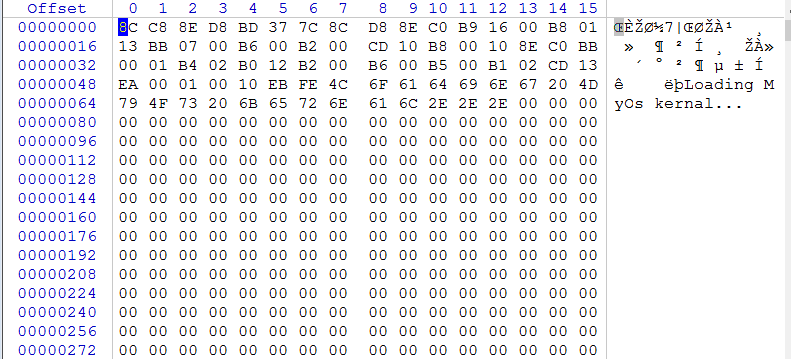 Offset 0 1 2 3 4 5 6 7 8 9 10 11 12 13 14 15
00000000 8C C8 8E D8 BD 37 7C 8C D8 8E C0 B9 16 00 B8 01 ŒÈŽØ½7|ŒØŽÀ¹ ¸
00000016 13 BB 07 00 B6 00 B2 00 CD 10 B8 00 10 8E C0 BB » ¶ ² Í ¸ ŽÀ»
00000032 00 01 B4 02 B0 12 B2 00 B6 00 B5 00 B1 02 CD 13 ´ ° ² ¶ µ ± Í
00000048 EA 00 01 00 10 EB FE 4C 6F 61 64 69 6E 67 20 4D ê ëþLoading M
00000064 79 4F 73 20 6B 65 72 6E 61 6C 2E 2E 2E 00 00 00 yOs kernal...
00000080 00 00 00 00 00 00 00 00 00 00 00 00 00 00 00 00
00000096 00 00 00 00 00 00 00 00 00 00 00 00 00 00 00 00
00000112 00 00 00 00 00 00 00 00 00 00 00 00 00 00 00 00
00000128 00 00 00 00 00 00 00 00 00 00 00 00 00 00 00 00
00000144 00 00 00 00 00 00 00 00 00 00 00 00 00 00 00 00
00000160 00 00 00 00 00 00 00 00 00 00 00 00 00 00 00 00
00000176 00 00 00 00 00 00 00 00 00 00 00 00 00 00 00 00
00000192 00 00 00 00 00 00 00 00 00 00 00 00 00 00 00 00
00000208 00 00 00 00 00 00 00 00 00 00 00 00 00 00 00 00
00000224 00 00 00 00 00 00 00 00 00 00 00 00 00 00 00 00
00000240 00 00 00 00 00 00 00 00 00 00 00 00 00 00 00 00
00000256 00 00 00 00 00 00 00 00 00 00 00 00 00 00 00 00
00000272 00 00 00 00 00 00 00 00 00 00 00 00 00 00 00 00